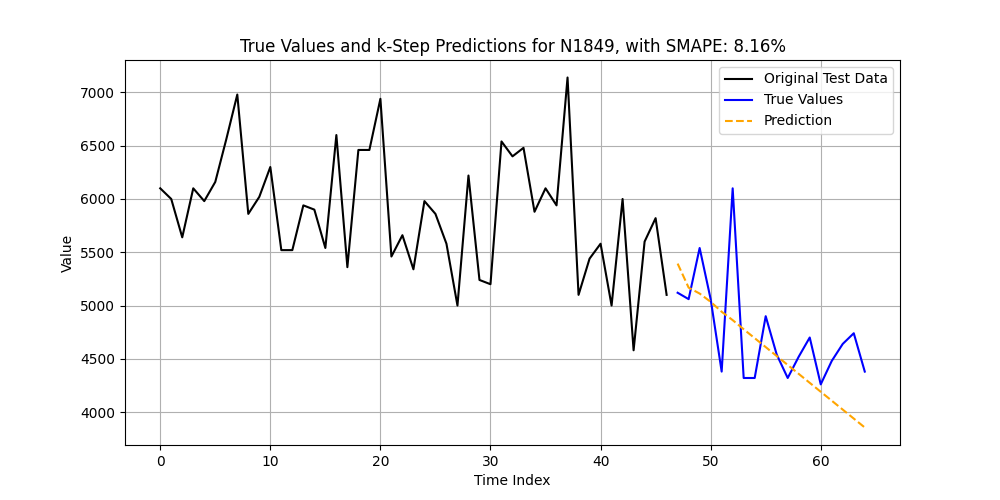 True Values and k-Step Predictions for N1849, with SMAPE: 8.16%
Original Test Data
True Values
Prediction
7000
6500
6000
5500
5000
4500
4000
Value
0 10 20 30 40 50 60
Time Index